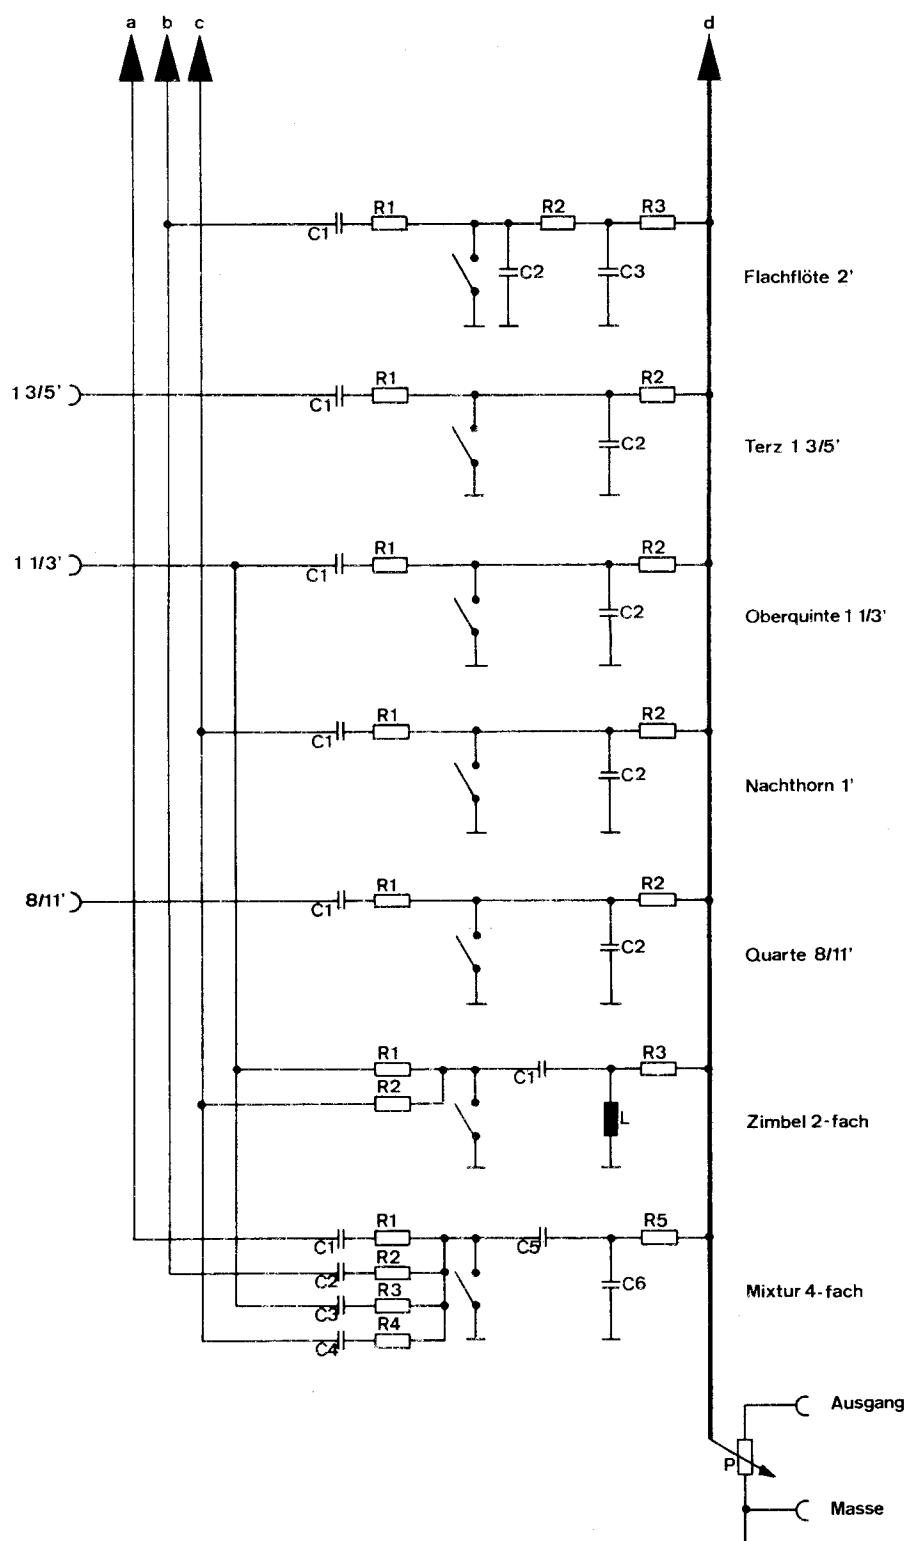 a b c d
R1 R2 R3
C1 C2 C3
Flachflöte 2'
1 3/5' R1 R2
C1 C2
Terz 1 3/5'
1 1/3' R1 R2
C1 C2
Oberquinte 1 1/3'
R1 R2
C1 C2
Nachthorn 1'
8/11' R1 R2
C1 C2
Quarte 8/11'
R1 R3
C1
R2
L
Zimbel 2-fach
R1 R5
C1 C5
R2
C2 C6
R3
C3
Mixtur 4-fach
R4
C4
Ausgang
P
Masse